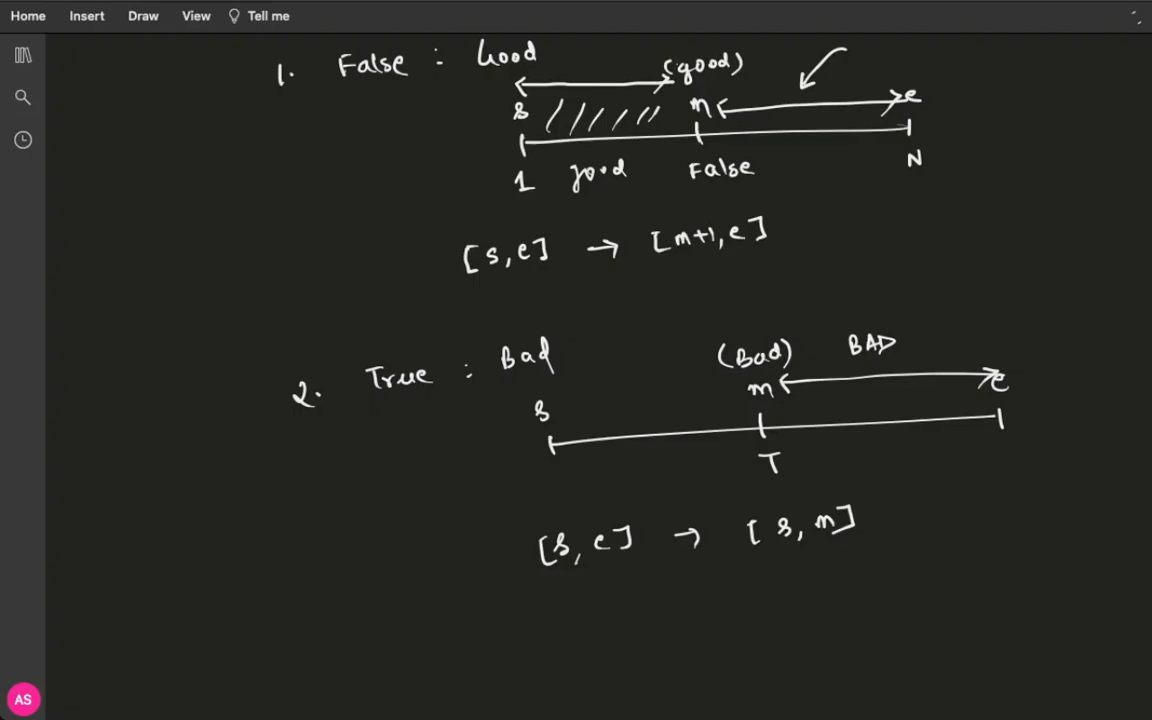 Home Insert Draw View Tell me
1. False : Good
(good)
s m e
1 good False N
[s,e] → [m+1, e]
2. True : Bad
(Bad) BAD
s m e
T
[s, e] → [s, m]
AS